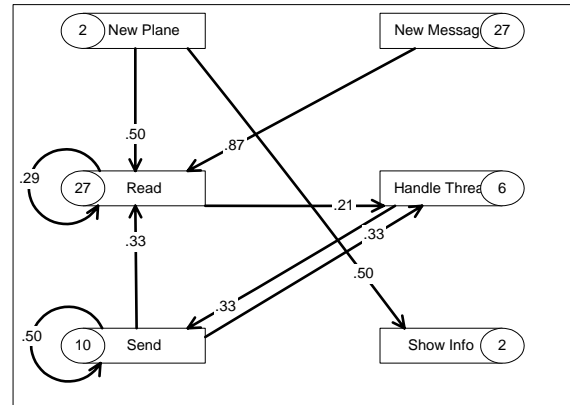 2 New Plane
New Messag 27
.50
.87
.29
27 Read
Handle Threa 6
.21
.33
.33
.50
.33
.50
10 Send
Show Info 2